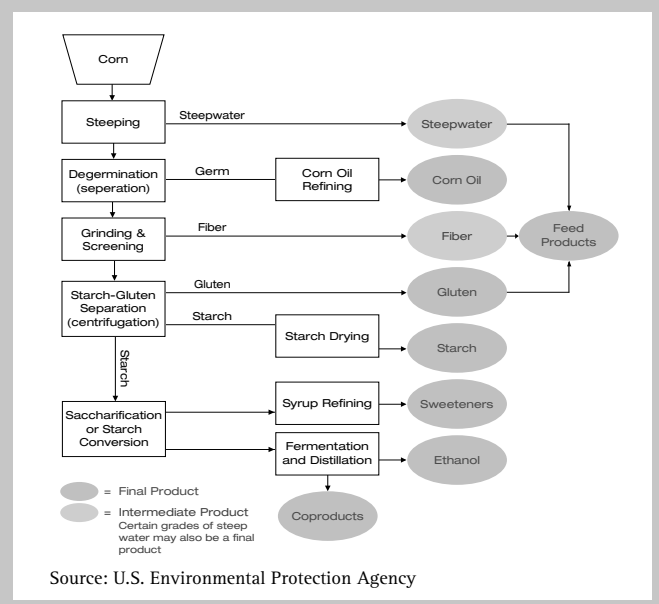 Corn
Steeping
Steepwater
Steepwater
Degermination
(seperation)
Germ
Corn Oil
Refining
Corn Oil
Grinding &
Screening
Fiber
Fiber
Feed
Products
Starch-Gluten
Separation
(centrifugation)
Gluten
Gluten
Starch
Starch Drying
Starch
Starch
Saccharification
or Starch
Conversion
Syrup Refining
Sweeteners
Fermentation
and Distillation
Ethanol
Coproducts
= Final Product
= Intermediate Product
Certain grades of steep
water may also be a final
product
Source: U.S. Environmental Protection Agency